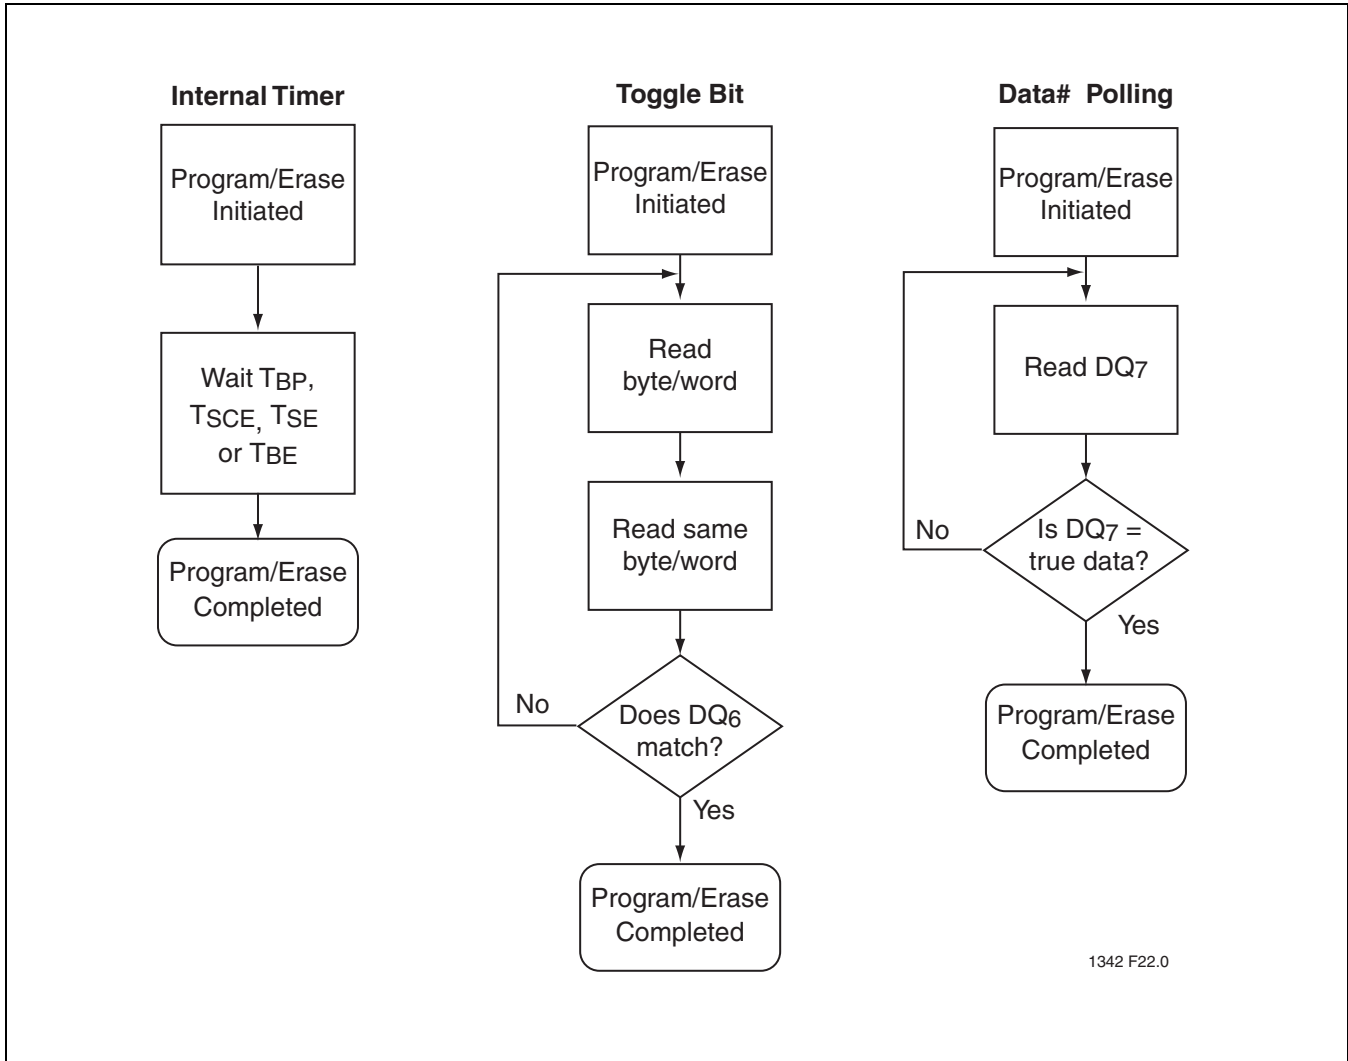 Internal Timer
Program/Erase
Initiated
Wait TBP,
TSCE, TSE
or TBE
Program/Erase
Completed
Toggle Bit
Program/Erase
Initiated
Read
byte/word
Read same
byte/word
No
Does DQ6
match?
Yes
Program/Erase
Completed
Data# Polling
Program/Erase
Initiated
Read DQ7
No
Is DQ7 =
true data?
Yes
Program/Erase
Completed
1342 F22.0